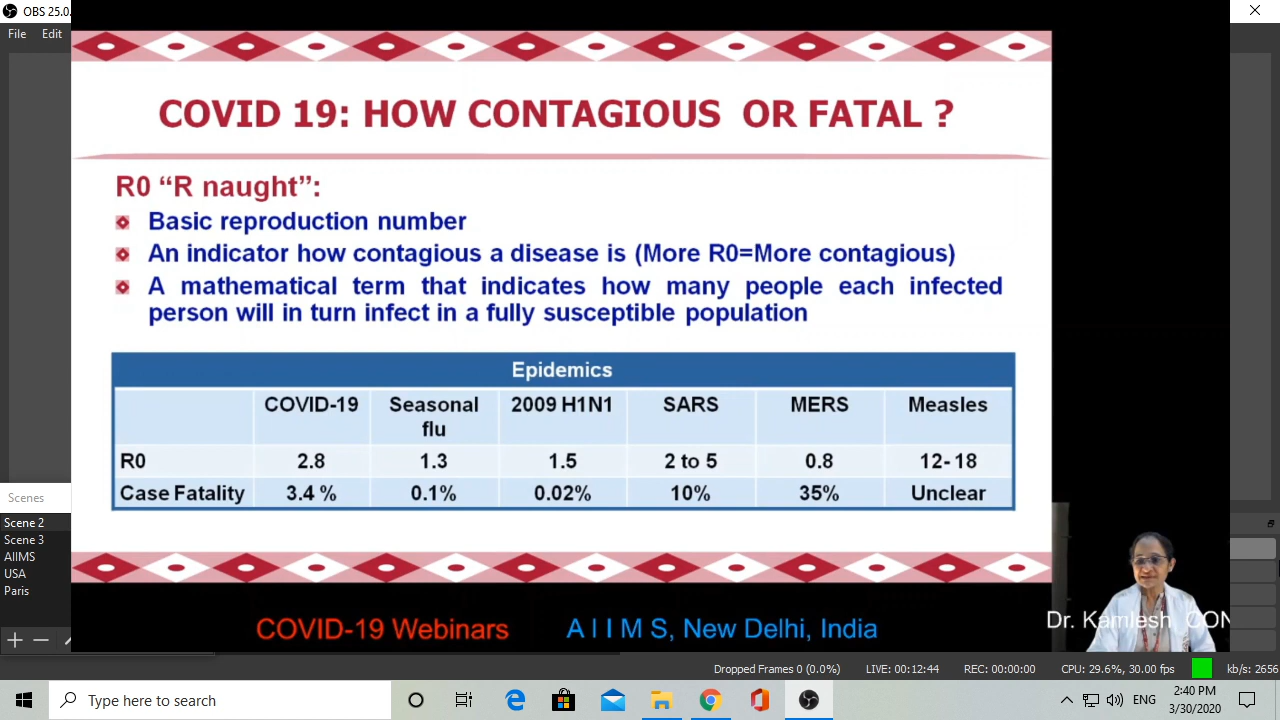 OBS 25.0.
File Edit
COVID 19: HOW CONTAGIOUS OR FATAL ?
R0 “R naught”:
Basic reproduction number
An indicator how contagious a disease is (More R0=More contagious)
A mathematical term that indicates how many people each infected
person will in turn infect in a fully susceptible population
Epidemics
COVID-19 Seasonal flu 2009 H1N1 SARS MERS Measles
R0 2.8 1.3 1.5 2 to 5 0.8 12- 18
Case Fatality 3.4 % 0.1% 0.02% 10% 35% Unclear
Scenes
Scene 2
Scene 3
AIIMS
USA
Paris
Dr. Kamlesh, CON
COVID-19 Webinars A I I M S, New Delhi, India
Dropped Frames 0 (0.0%) LIVE: 00:12:44 REC: 00:00:00 CPU: 29.6%, 30.00 fps kb/s: 2656
Type here to search
ENG
2:40 PM
3/30/2020